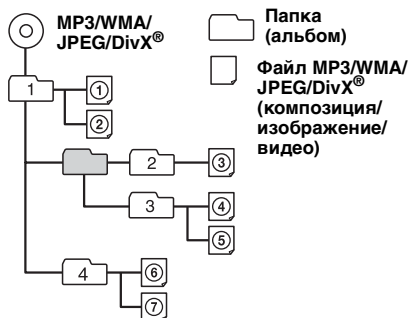 MP3/WMA/
JPEG/DivX®
Папка
(альбом)
Файл MP3/WMA/
JPEG/DivX®
(композиция/
изображение/
видео)
1
①
②
2
③
3
④
⑤
4
⑥
⑦